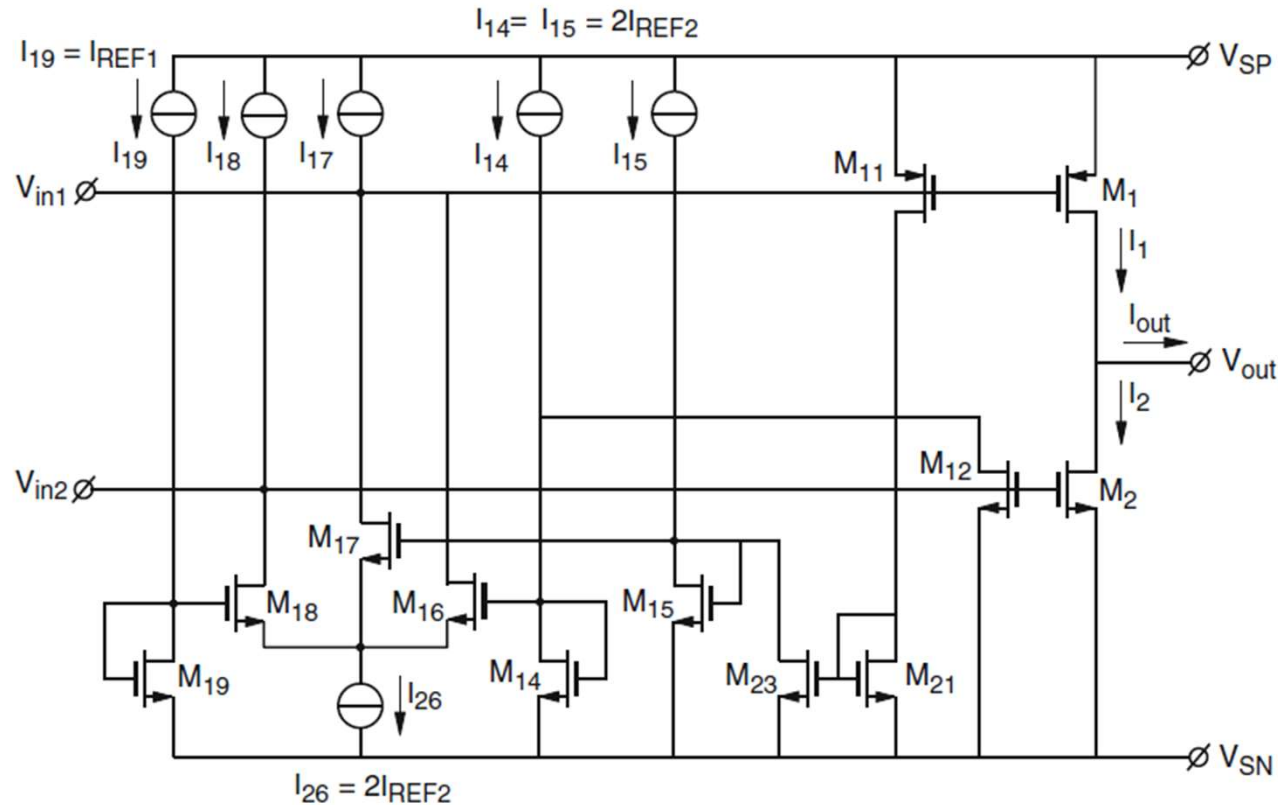 I14= I15 = 2IREF2
I19 = IREF1
VSP
I19
I18
I17
I14
I15
M11
M1
Vin1
I1
Iout
Vout
I2
M12
M2
Vin2
M17
M18
M16
M15
M19
M14
M23
M21
I26
VSN
I26 = 2IREF2